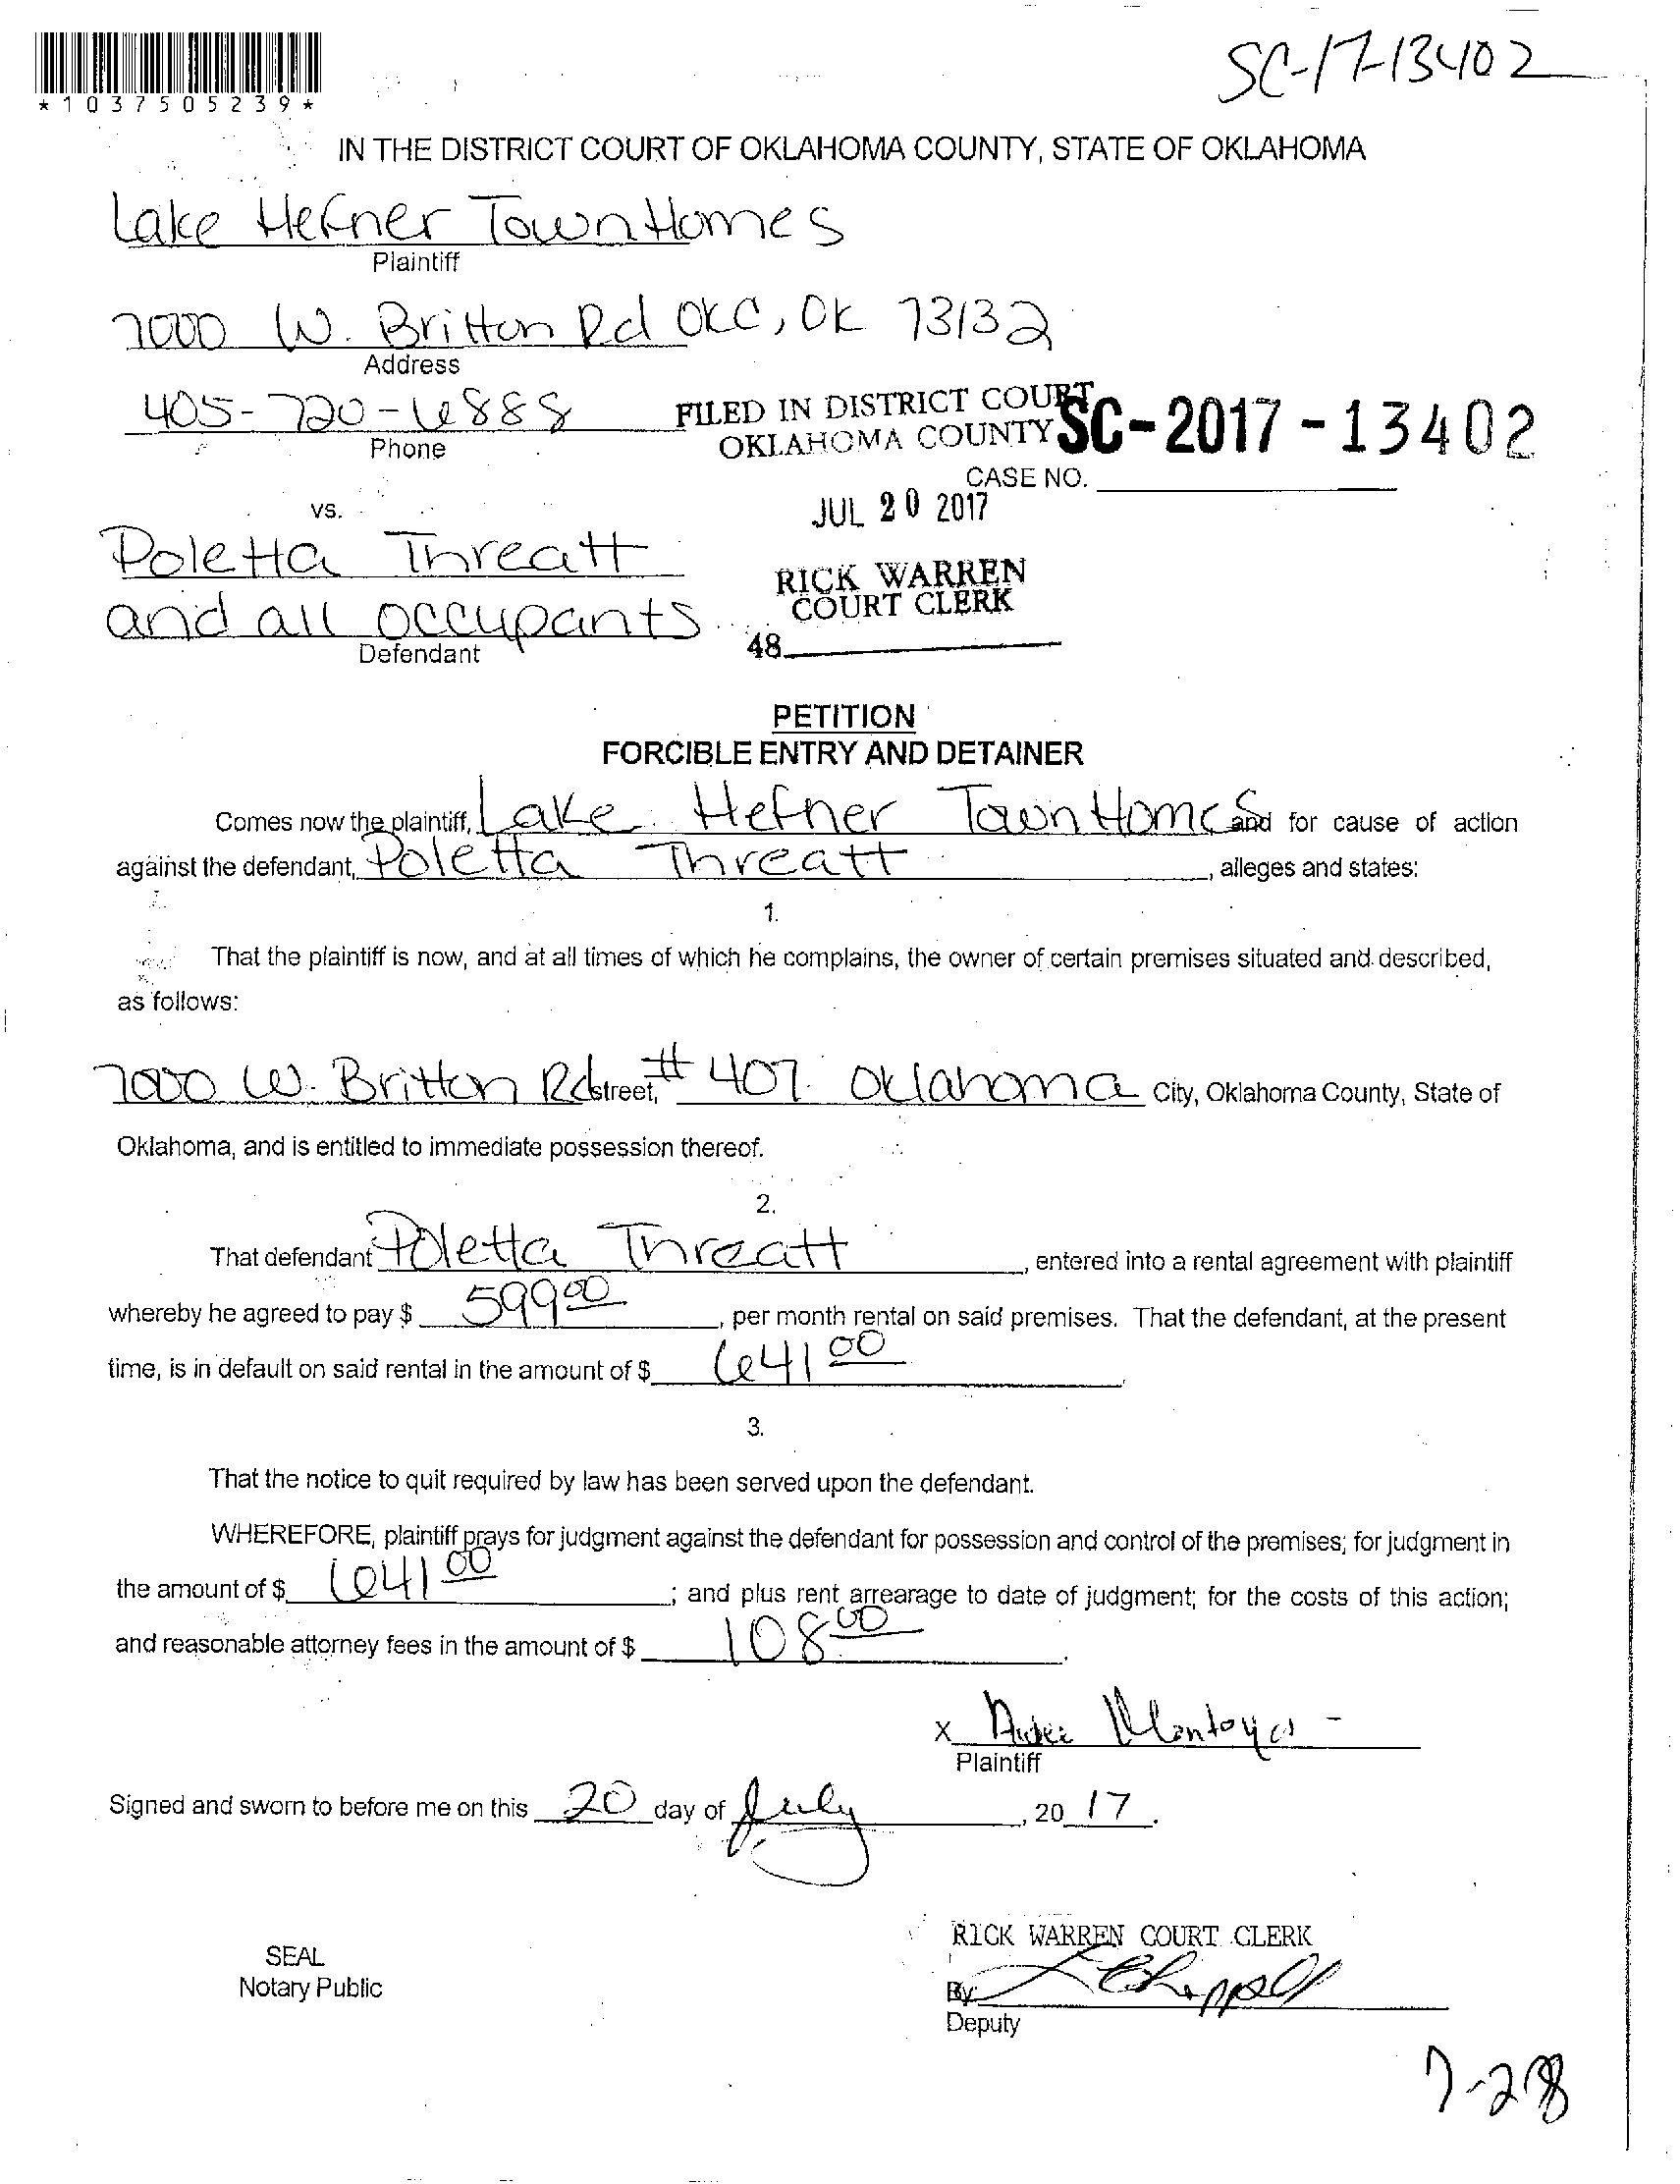 SC-17-13402
*1037505239*
IN THE DISTRICT COURT OF OKLAHOMA COUNTY, STATE OF OKLAHOMA
Lake Hefner TownHomes
Plaintiff
7000 W. Britton Rd OKC, OK 73132
Address
405-720-6888
Phone
FILED IN DISTRICT COURT
OKLAHOMA COUNTY
SC-2017-13402
CASE NO.
JUL 20 2017
vs.
Poletta Threatt
and all occupants
Defendant
RICK WARREN
COURT CLERK
48
PETITION
FORCIBLE ENTRY AND DETAINER
Comes now the plaintiff, Lake Hefner TownHomes and for cause of action
against the defendant, Poletta Threatt, alleges and states:
1.
That the plaintiff is now, and at all times of which he complains, the owner of certain premises situated and described,
as follows:
7000 W. Britton Rd street, # 407 Oklahoma City, Oklahoma County, State of
Oklahoma, and is entitled to immediate possession thereof.
2.
That defendant Poletta Threatt, entered into a rental agreement with plaintiff
whereby he agreed to pay $ 599 00, per month rental on said premises. That the defendant, at the present
time, is in default on said rental in the amount of $ 641 00.
3.
That the notice to quit required by law has been served upon the defendant.
WHEREFORE, plaintiff prays for judgment against the defendant for possession and control of the premises; for judgment in
the amount of $ 641 00; and plus rent arrearage to date of judgment; for the costs of this action;
and reasonable attorney fees in the amount of $ 108 00.
X Montoya
Plaintiff
Signed and sworn to before me on this 20 day of July, 20 17.
SEAL
Notary Public
RICK WARREN COURT CLERK
By: Chappell
Deputy
7-28